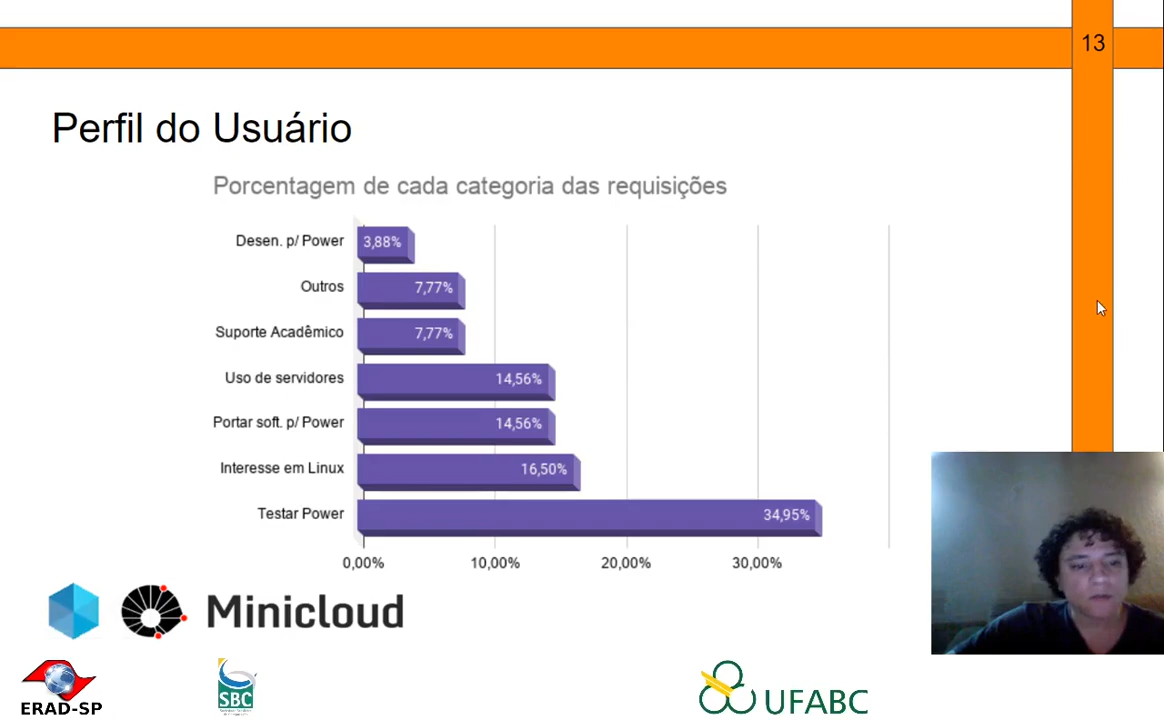 13
Perfil do Usuário
Porcentagem de cada categoria das requisições
Desen. p/ Power 3,88%
Outros 7,77%
Suporte Acadêmico 7,77%
Uso de servidores 14,56%
Portar soft. p/ Power 14,56%
Interesse em Linux 16,50%
Testar Power 34,95%
0,00% 10,00% 20,00% 30,00%
Minicloud
ERAD-SP
SBC
UFABC